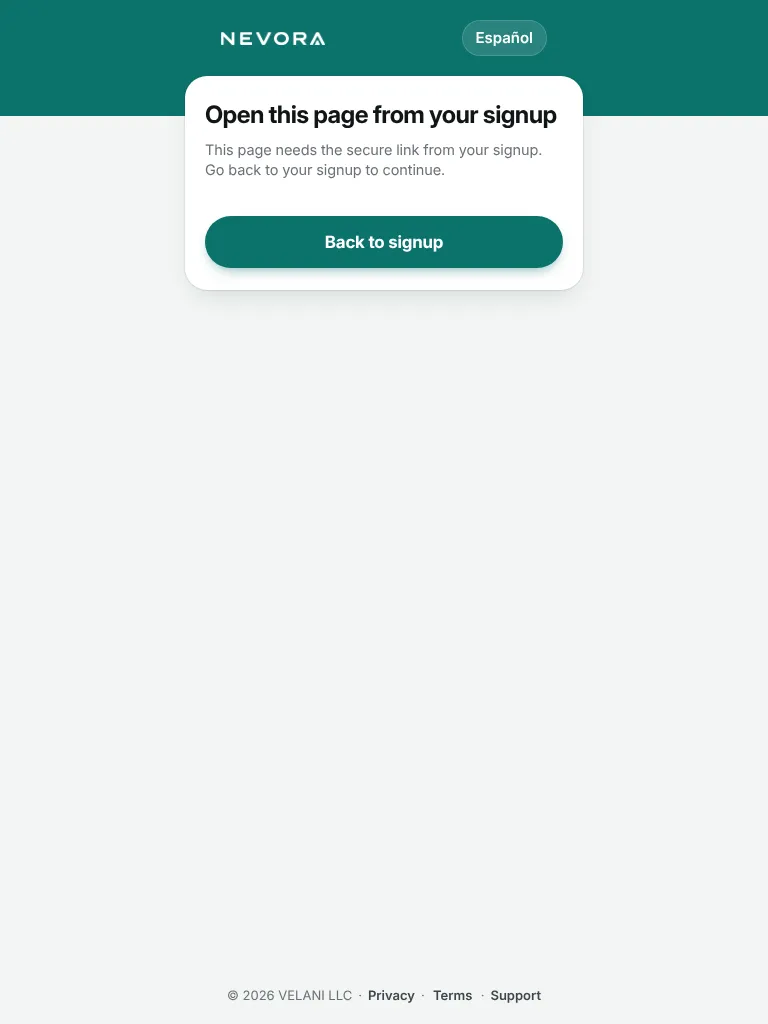 NEVORA
Español
Open this page from your signup
This page needs the secure link from your signup.
Go back to your signup to continue.
Back to signup
© 2026 VELANI LLC · Privacy · Terms · Support